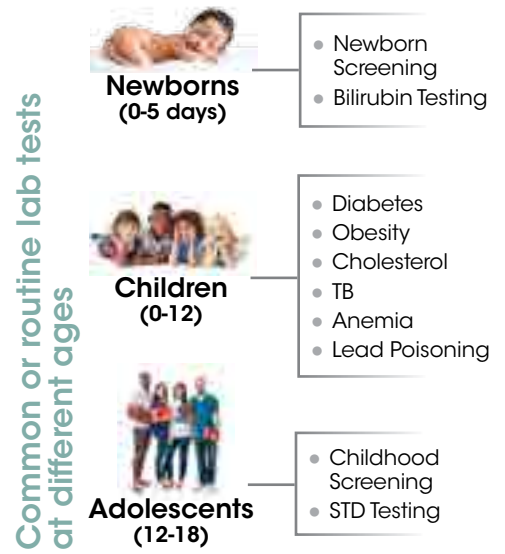 Common or routine lab tests
at different ages
Newborns
(0-5 days)
Newborn
Screening
Bilirubin Testing
Children
(0-12)
Diabetes
Obesity
Cholesterol
TB
Anemia
Lead Poisoning
Adolescents
(12-18)
Childhood
Screening
STD Testing